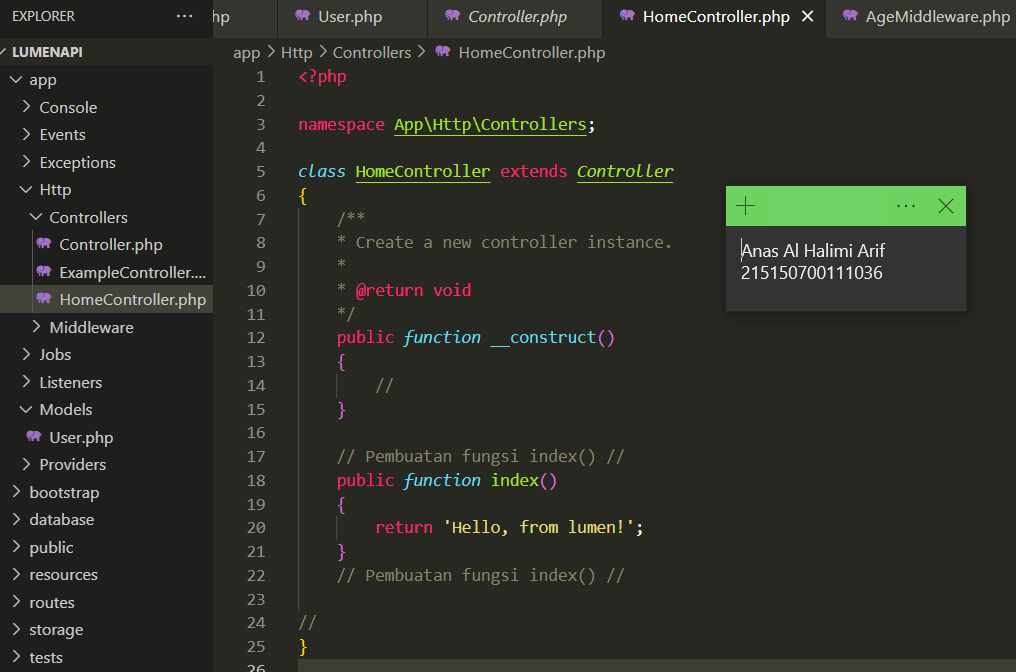 EXPLORER ···
hp User.php Controller.php HomeController.php AgeMiddleware.php
LUMENAPI
app > Http > Controllers > HomeController.php
app
Console
Events
Exceptions
Http
Controllers
Controller.php
ExampleController....
HomeController.php
Middleware
Jobs
Listeners
Models
User.php
Providers
bootstrap
database
public
resources
routes
storage
tests
1 <?php
2
3 namespace App\Http\Controllers;
4
5 class HomeController extends Controller
6 {
7 /**
8 * Create a new controller instance.
9 *
10 * @return void
11 */
12 public function __construct()
13 {
14 //
15 }
16
17 // Pembuatan fungsi index() //
18 public function index()
19 {
20 return 'Hello, from lumen!';
21 }
22 // Pembuatan fungsi index() //
23
24 //
25 }
26
Anas Al Halimi Arif
215150700111036